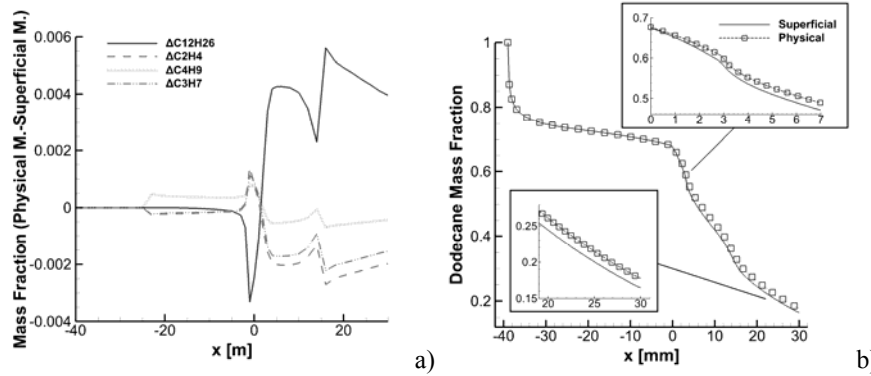 Mass Fraction (Physical M.-Superficial M.)
0.006
0.004
0.002
0
-0.002
-0.004
ΔC12H26
ΔC2H4
ΔC4H9
ΔC3H7
-40
-20
0
20
x [m]
a)
Dodecane Mass Fraction
1
0.8
0.6
0.4
0.2
-40
-30
-20
-10
0
10
20
30
x [mm]
0.7
0.6
0.5
0 1 2 3 4 5 6 7
Superficial
Physical
0.25
0.2
0.15
20 25 30
b)